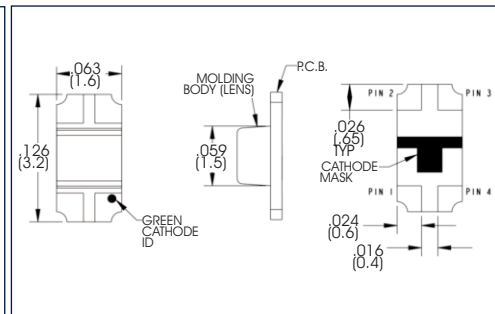 .063
(1.6)
.126
(3.2)
GREEN
CATHODE
ID
MOLDING
BODY (LENS)
.059
(1.5)
P.C.B.
PIN 2
PIN 3
.026
(.65)
TYP
CATHODE
MASK
PIN 1
PIN 4
.024
(0.6)
.016
(0.4)